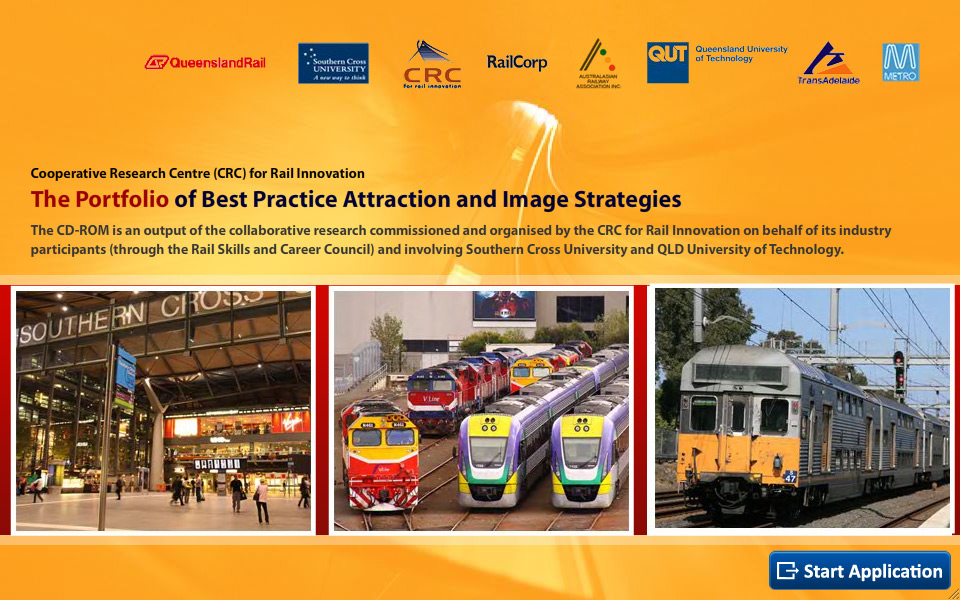 QueenslandRail
Southern Cross
UNIVERSITY
A new way to think
CRC
for rail innovation
RailCorp
AUSTRALASIAN
RAILWAY
ASSOCIATION INC.
QUT
Queensland University
of Technology
TransAdelaide
METRO
Cooperative Research Centre (CRC) for Rail Innovation
The Portfolio of Best Practice Attraction and Image Strategies
The CD-ROM is an output of the collaborative research commissioned and organised by the CRC for Rail Innovation on behalf of its industry
participants (through the Rail Skills and Career Council) and involving Southern Cross University and QLD University of Technology.
SOUTHERN CROSS
V/Line
S
47
Start Application